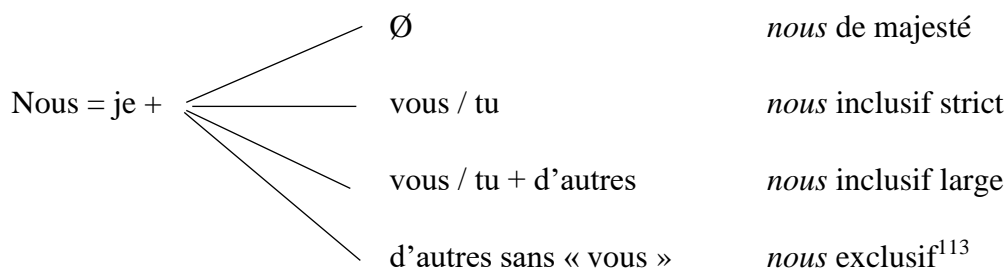 Ø nous de majesté
Nous = je + vous / tu nous inclusif strict
vous / tu + d'autres nous inclusif large
d'autres sans « vous » nous exclusif113